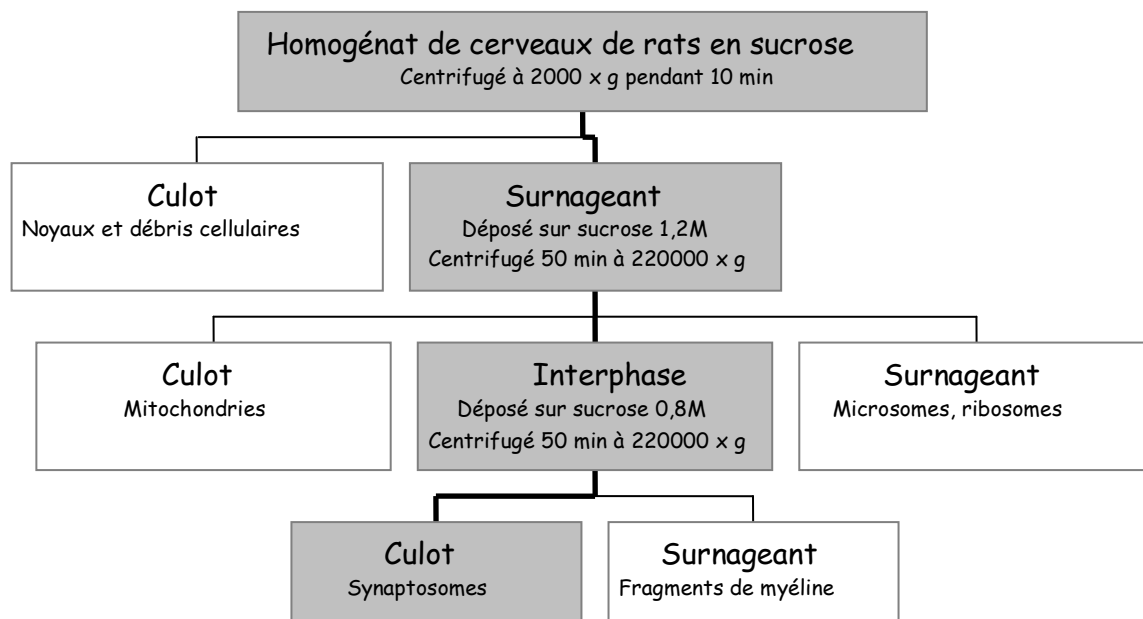 Homogénat de cerveaux de rats en sucrose
Centrifugé à 2000 x g pendant 10 min
Culot
Noyaux et débris cellulaires
Surnageant
Déposé sur sucrose 1,2M
Centrifugé 50 min à 220000 x g
Culot
Mitochondries
Interphase
Déposé sur sucrose 0,8M
Centrifugé 50 min à 220000 x g
Surnageant
Microsomes, ribosomes
Culot
Synaptosomes
Surnageant
Fragments de myéline